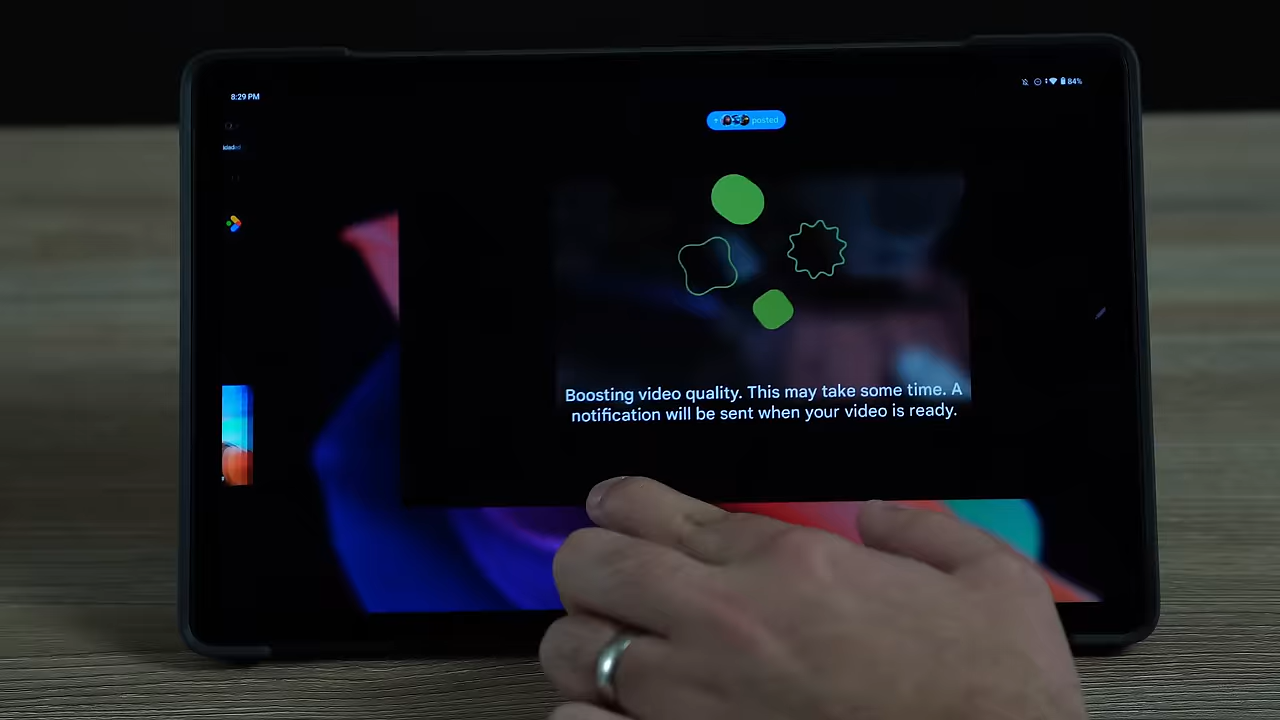 8:29 PM
84%
posted
Boosting video quality. This may take some time. A
notification will be sent when your video is ready.